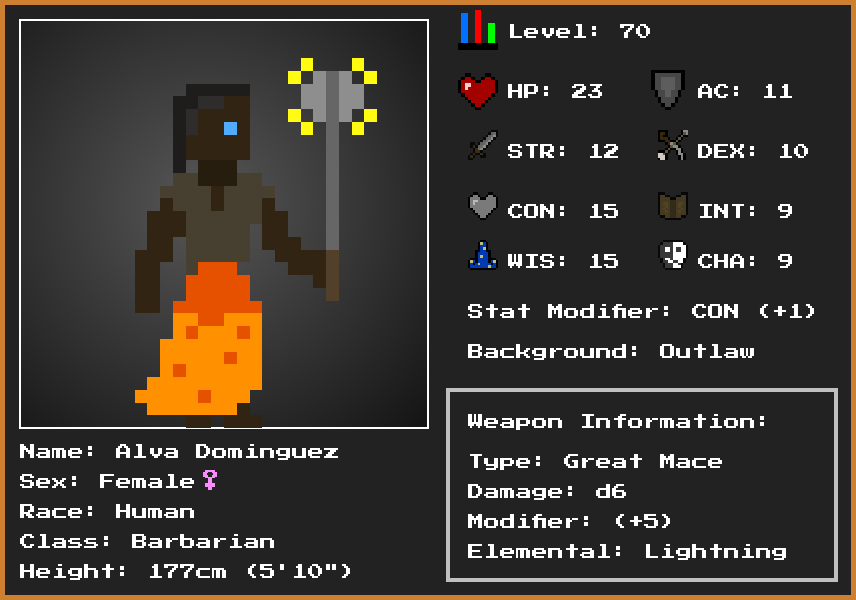 Level: 70
HP: 23
AC: 11
STR: 12
DEX: 10
CON: 15
INT: 9
WIS: 15
CHA: 9
Stat Modifier: CON (+1)
Background: Outlaw
Weapon Information:
Type: Great Mace
Damage: d6
Modifier: (+5)
Elemental: Lightning
Name: Alva Dominguez
Sex: Female♀
Race: Human
Class: Barbarian
Height: 177cm (5'10")